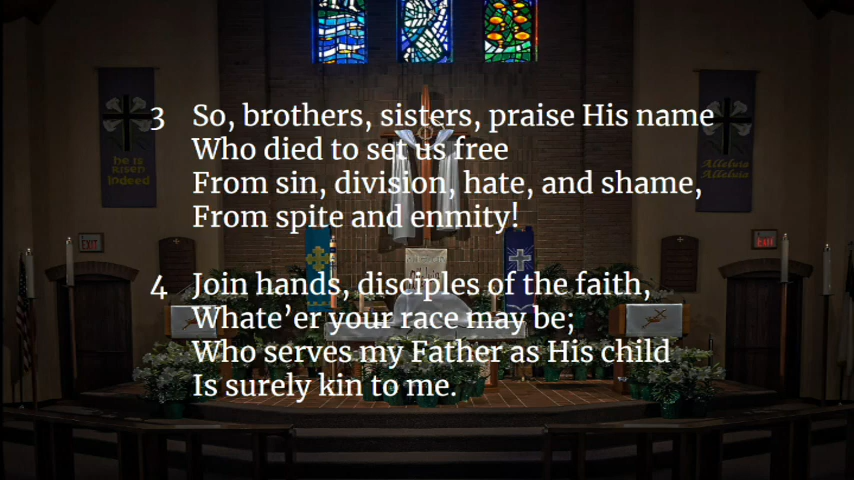 3 So, brothers, sisters, praise His name
Who died to set us free
From sin, division, hate, and shame,
From spite and enmity!
4 Join hands, disciples of the faith,
Whate’er your race may be;
Who serves my Father as His child
Is surely kin to me.
he is
risen
indeed
Alleluia
Alleluia
EXIT
EXIT